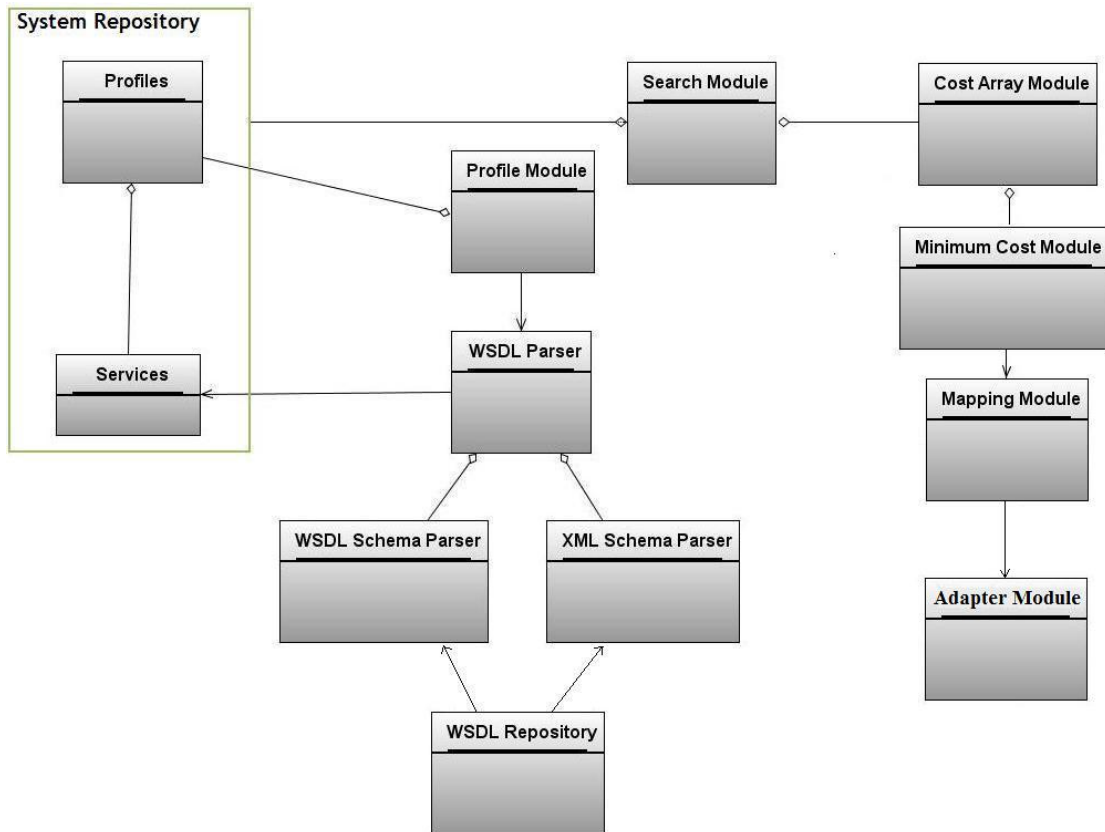 System Repository
Profiles
Search Module
Cost Array Module
Profile Module
Minimum Cost Module
WSDL Parser
Services
Mapping Module
WSDL Schema Parser
XML Schema Parser
Adapter Module
WSDL Repository